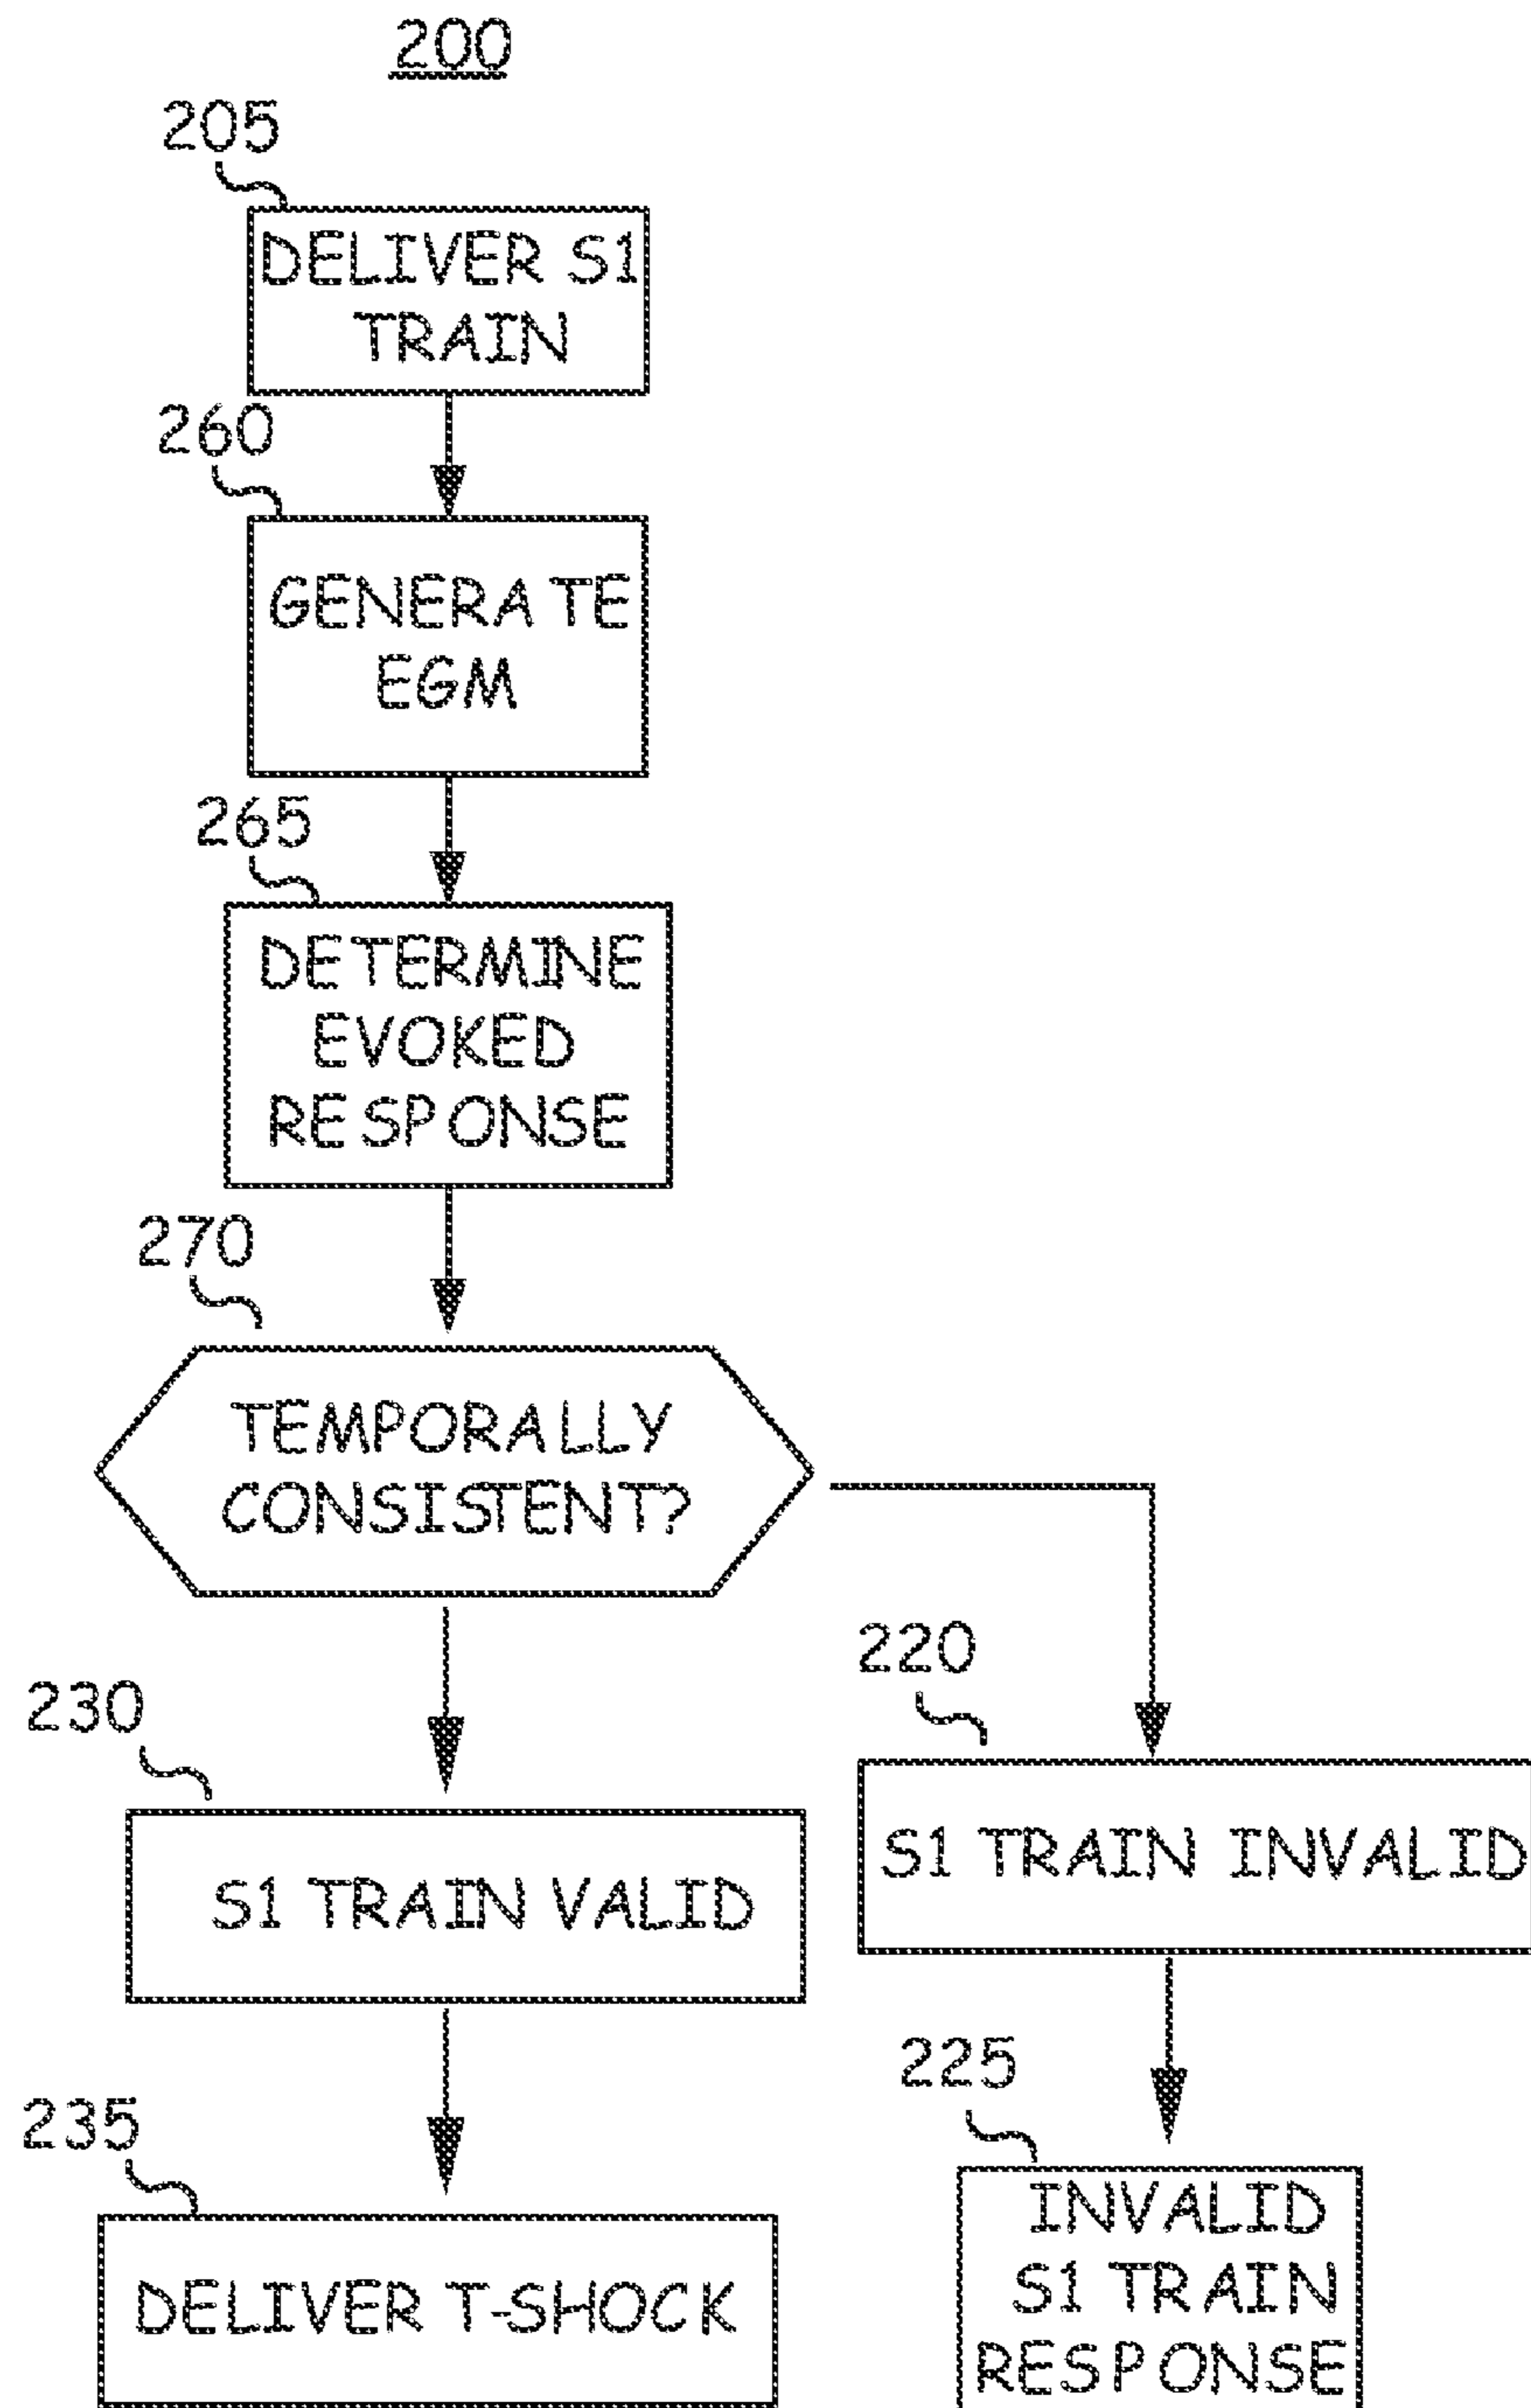 200
205
DELIVER S1
TRAIN
260
GENERATE
EGM
265
DETERMINE
EVOKED
RESPONSE
270
TEMPORALLY
CONSISTENT?
220
230
S1 TRAIN INVALID
S1 TRAIN VALID
225
235
INVALID
S1 TRAIN
RESPONSE
DELIVER T-SHOCK